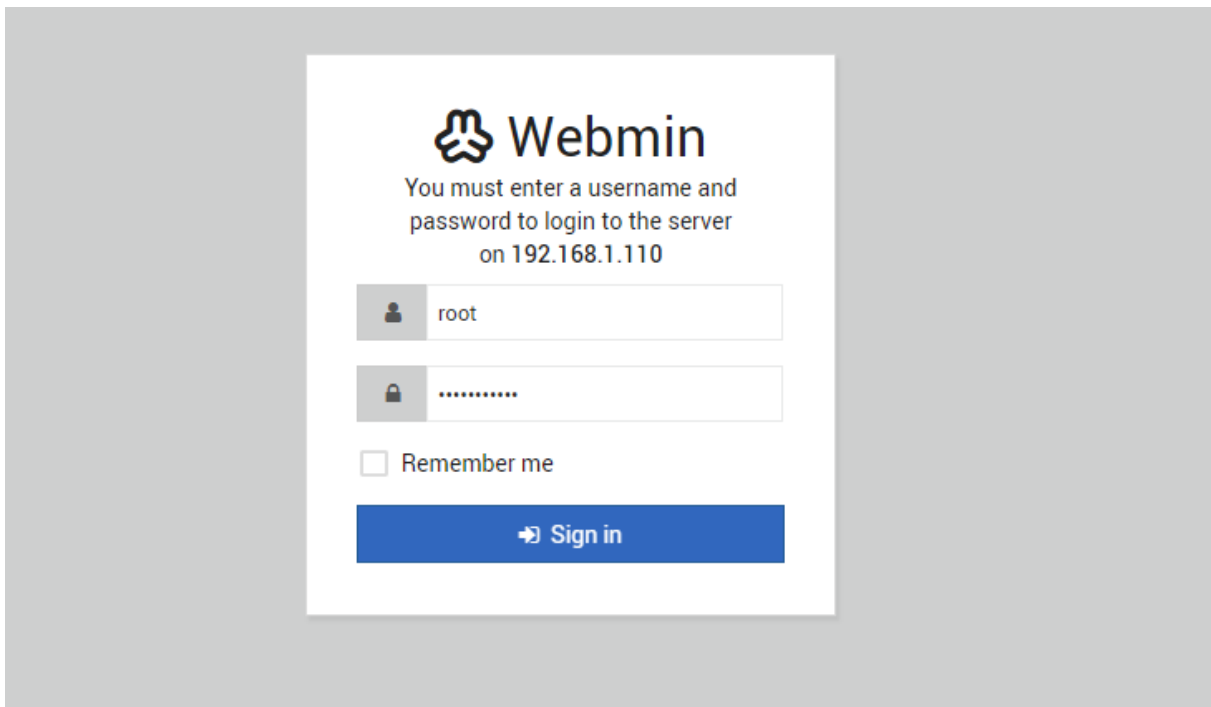 Webmin
You must enter a username and
password to login to the server
on 192.168.1.110
root
•••••••••••
Remember me
Sign in